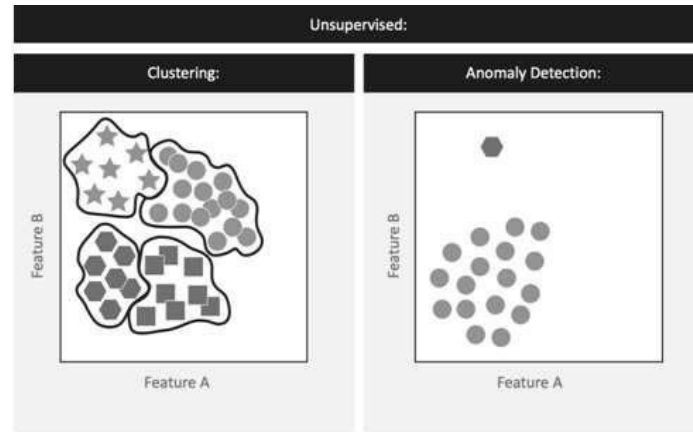 Unsupervised:
Clustering:
Feature B
Feature A
Anomaly Detection:
Feature B
Feature A